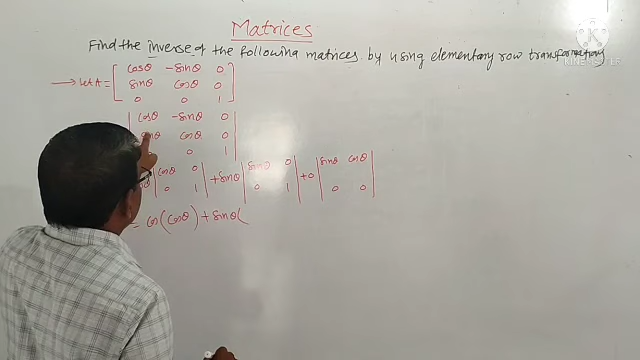 Matrices
Find the inverse of the following matrices by using elementary row transformations
→ Let A = [ cosθ -sinθ 0
sinθ cosθ 0
0 0 1 ]
| cosθ -sinθ 0
sinθ cosθ 0
0 1 |
| cosθ 0 | + sinθ | sinθ 0 | + 0 | sinθ cosθ |
| 0 1 | | 0 1 | | 0 0 |
= cos(cosθ) + sinθ(
KINEMASTER